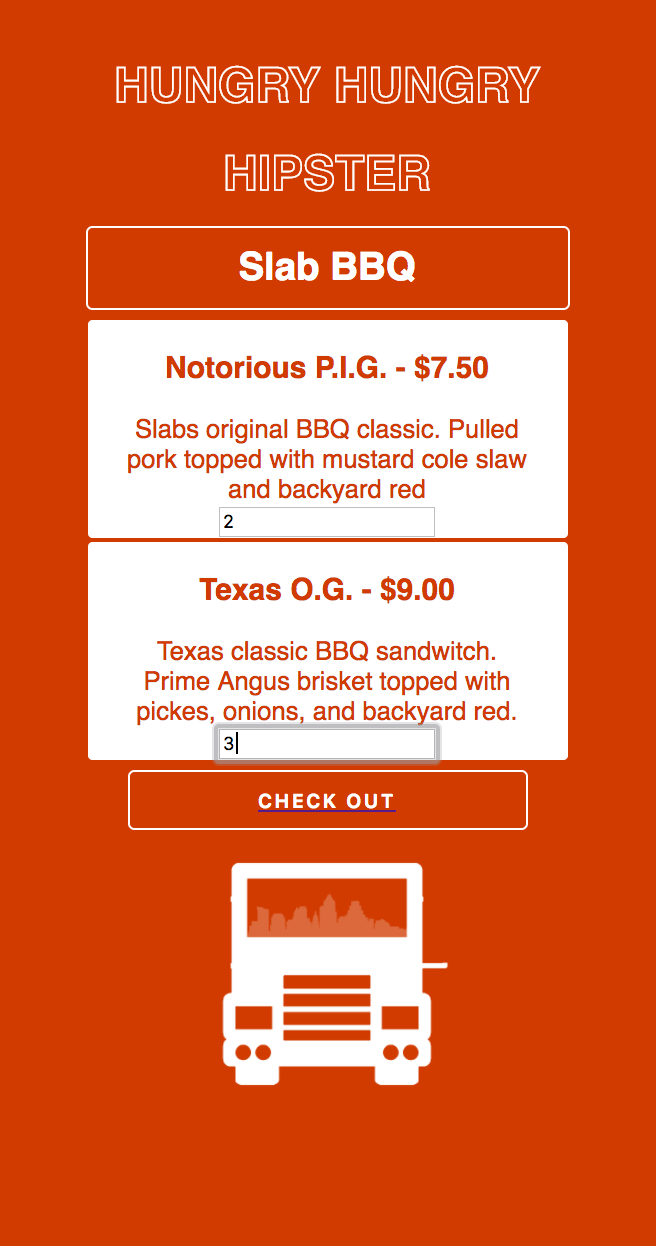 HUNGRY HUNGRY
HIPSTER
Slab BBQ
Notorious P.I.G. - $7.50
Slabs original BBQ classic. Pulled
pork topped with mustard cole slaw
and backyard red
2
Texas O.G. - $9.00
Texas classic BBQ sandwitch.
Prime Angus brisket topped with
pickes, onions, and backyard red.
3
CHECK OUT